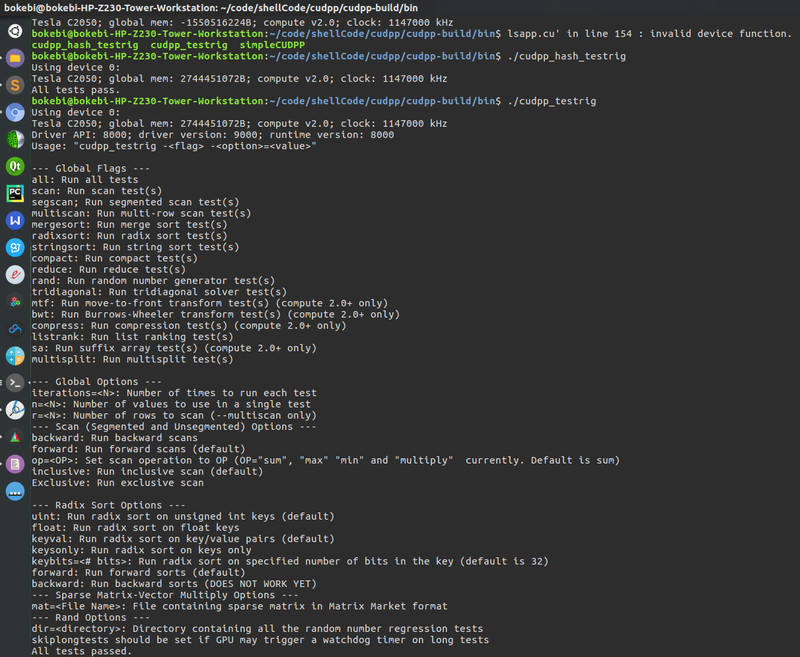 bokebi@bokebi-HP-Z230-Tower-Workstation: ~/code/shellCode/cudpp/cudpp-build/bin
Tesla C2050; global mem: -1550516224B; compute v2.0; clock: 1147000 kHz
bokebi@bokebi-HP-Z230-Tower-Workstation:~/code/shellCode/cudpp/cudpp-build/bin$ lsapp.cu' in line 154 : invalid device function.
cudpp_hash_testrig  cudpp_testrig  simpleCUDPP
bokebi@bokebi-HP-Z230-Tower-Workstation:~/code/shellCode/cudpp/cudpp-build/bin$ ./cudpp_hash_testrig
Using device 0:
Tesla C2050; global mem: 2744451072B; compute v2.0; clock: 1147000 kHz
All tests pass.
bokebi@bokebi-HP-Z230-Tower-Workstation:~/code/shellCode/cudpp/cudpp-build/bin$ ./cudpp_testrig
Using device 0:
Tesla C2050; global mem: 2744451072B; compute v2.0; clock: 1147000 kHz
Driver API: 8000; driver version: 9000; runtime version: 8000
Usage: "cudpp_testrig -<flag> -<option>=<value>"
--- Global Flags ---
all: Run all tests
scan: Run scan test(s)
segscan; Run segmented scan test(s)
multiscan: Run multi-row scan test(s)
mergesort: Run merge sort test(s)
radixsort: Run radix sort test(s)
stringsort: Run string sort test(s)
compact: Run compact test(s)
reduce: Run reduce test(s)
rand: Run random number generator test(s)
tridiagonal: Run tridiagonal solver test(s)
mtf: Run move-to-front transform test(s) (compute 2.0+ only)
bwt: Run Burrows-Wheeler transform test(s) (compute 2.0+ only)
compress: Run compression test(s) (compute 2.0+ only)
listrank: Run list ranking test(s)
sa: Run suffix array test(s) (compute 2.0+ only)
multisplit: Run multisplit test(s)
--- Global Options ---
iterations=<N>: Number of times to run each test
n=<N>: Number of values to use in a single test
r=<N>: Number of rows to scan (--multiscan only)
--- Scan (Segmented and Unsegmented) Options ---
backward: Run backward scans
forward: Run forward scans (default)
op=<OP>: Set scan operation to OP (OP="sum", "max" "min" and "multiply"  currently. Default is sum)
inclusive: Run inclusive scan (default)
Exclusive: Run exclusive scan
--- Radix Sort Options ---
uint: Run radix sort on unsigned int keys (default)
float: Run radix sort on float keys
keyval: Run radix sort on key/value pairs (default)
keysonly: Run radix sort on keys only
keybits=<# bits>: Run radix sort on specified number of bits in the key (default is 32)
forward: Run forward sorts (default)
backward: Run backward sorts (DOES NOT WORK YET)
--- Sparse Matrix-Vector Multiply Options ---
mat=<File Name>: File containing sparse matrix in Matrix Market format
--- Rand Options ---
dir=<directory>: Directory containing all the random number regression tests
skiplongtests should be set if GPU may trigger a watchdog timer on long tests
All tests passed.